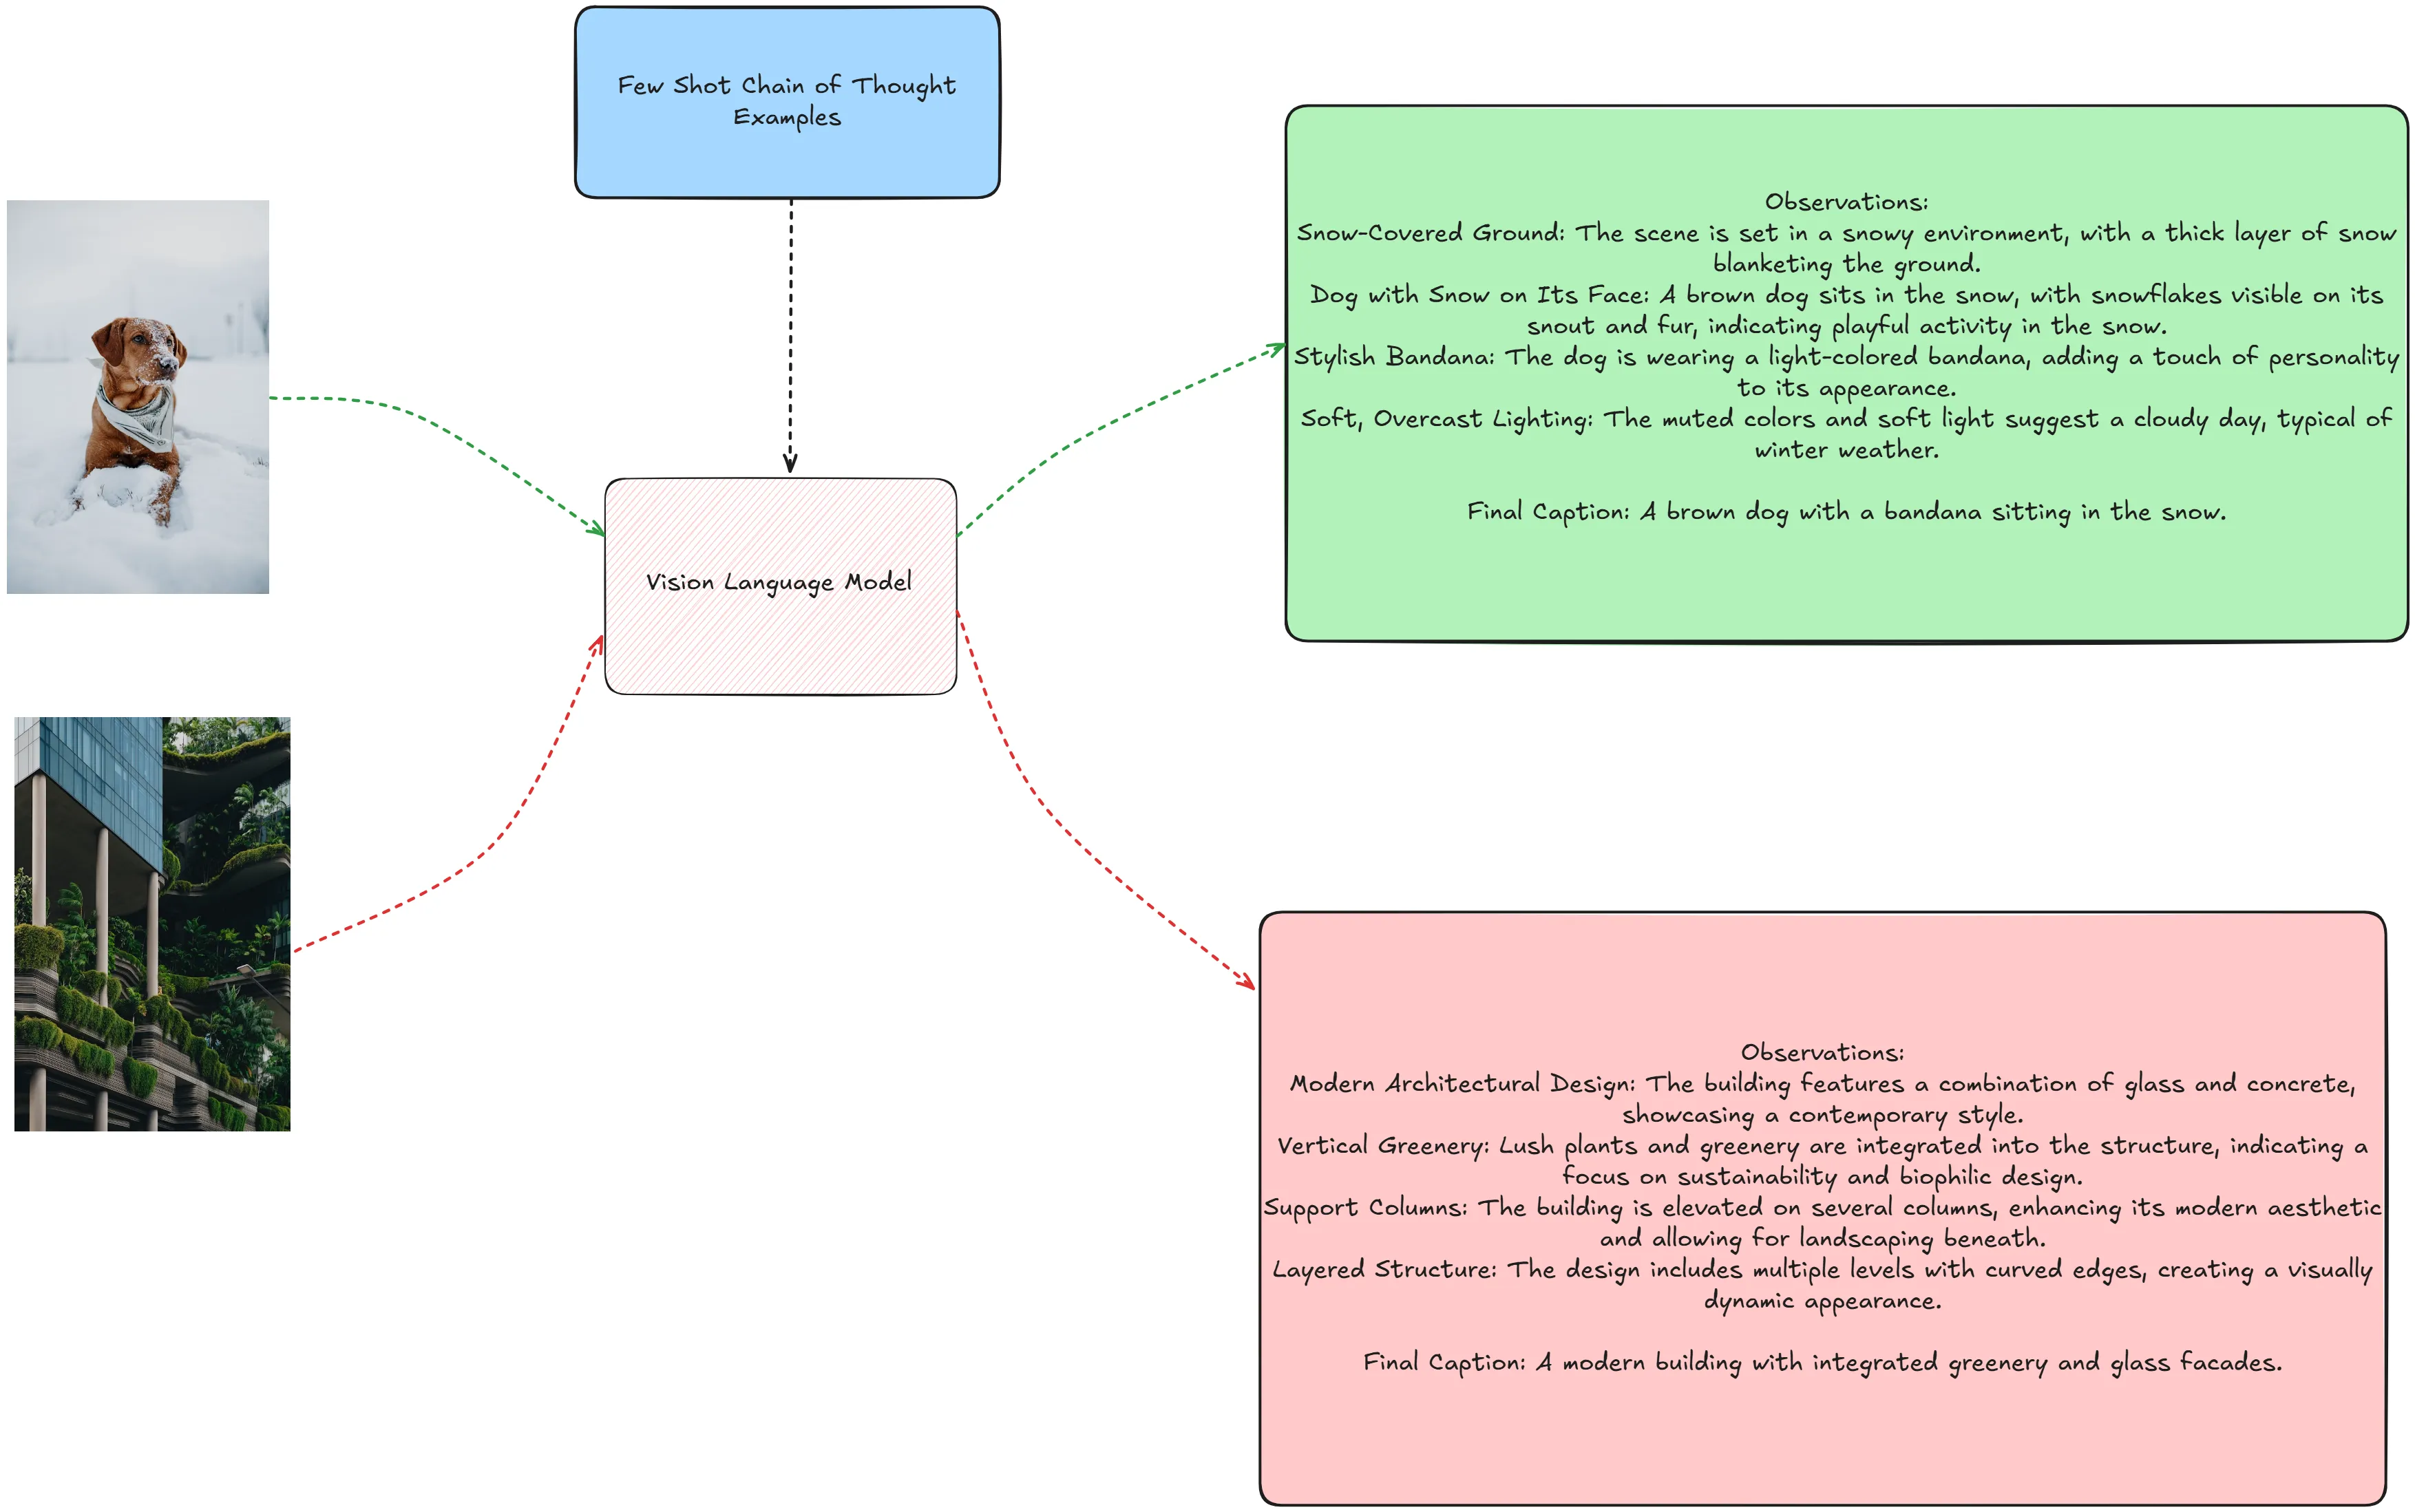 Few Shot Chain of Thought
Examples
Vision Language Model
Observations:
Snow-Covered Ground: The scene is set in a snowy environment, with a thick layer of snow
blanketing the ground.
Dog with Snow on Its Face: A brown dog sits in the snow, with snowflakes visible on its
snout and fur, indicating playful activity in the snow.
Stylish Bandana: The dog is wearing a light-colored bandana, adding a touch of personality
to its appearance.
Soft, Overcast Lighting: The muted colors and soft light suggest a cloudy day, typical of
winter weather.
Final Caption: A brown dog with a bandana sitting in the snow.
Observations:
Modern Architectural Design: The building features a combination of glass and concrete,
showcasing a contemporary style.
Vertical Greenery: Lush plants and greenery are integrated into the structure, indicating a
focus on sustainability and biophilic design.
Support Columns: The building is elevated on several columns, enhancing its modern aesthetic
and allowing for landscaping beneath.
Layered Structure: The design includes multiple levels with curved edges, creating a visually
dynamic appearance.
Final Caption: A modern building with integrated greenery and glass facades.